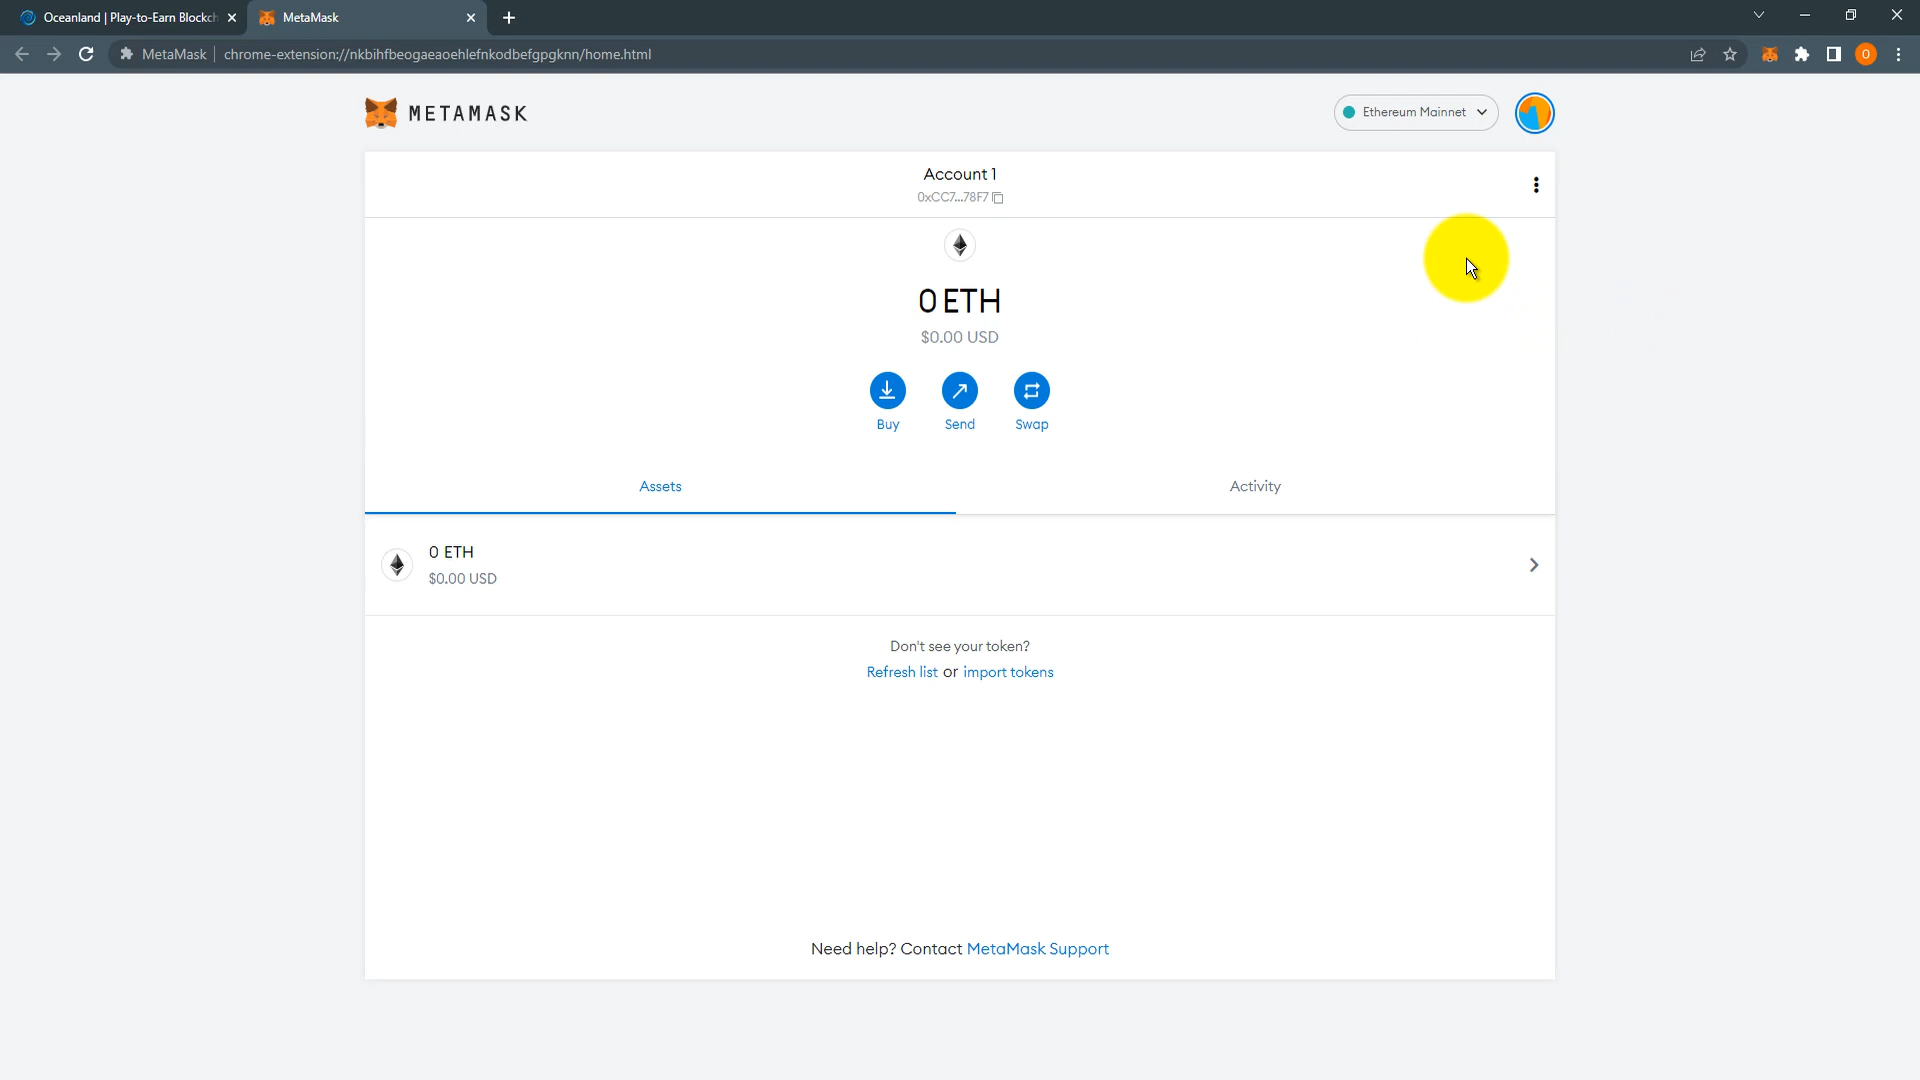 Oceanland | Play-to-Earn Blockch
MetaMask
MetaMask
chrome-extension://nkbihfbeogaeaoehlefnkodbefgpgknn/home.html
O
METAMASK
Ethereum Mainnet
Account 1
0xCC7...78F7
0 ETH
$0.00 USD
Buy
Send
Swap
Assets
Activity
0 ETH
$0.00 USD
Don't see your token?
Refresh list or import tokens
Need help? Contact MetaMask Support